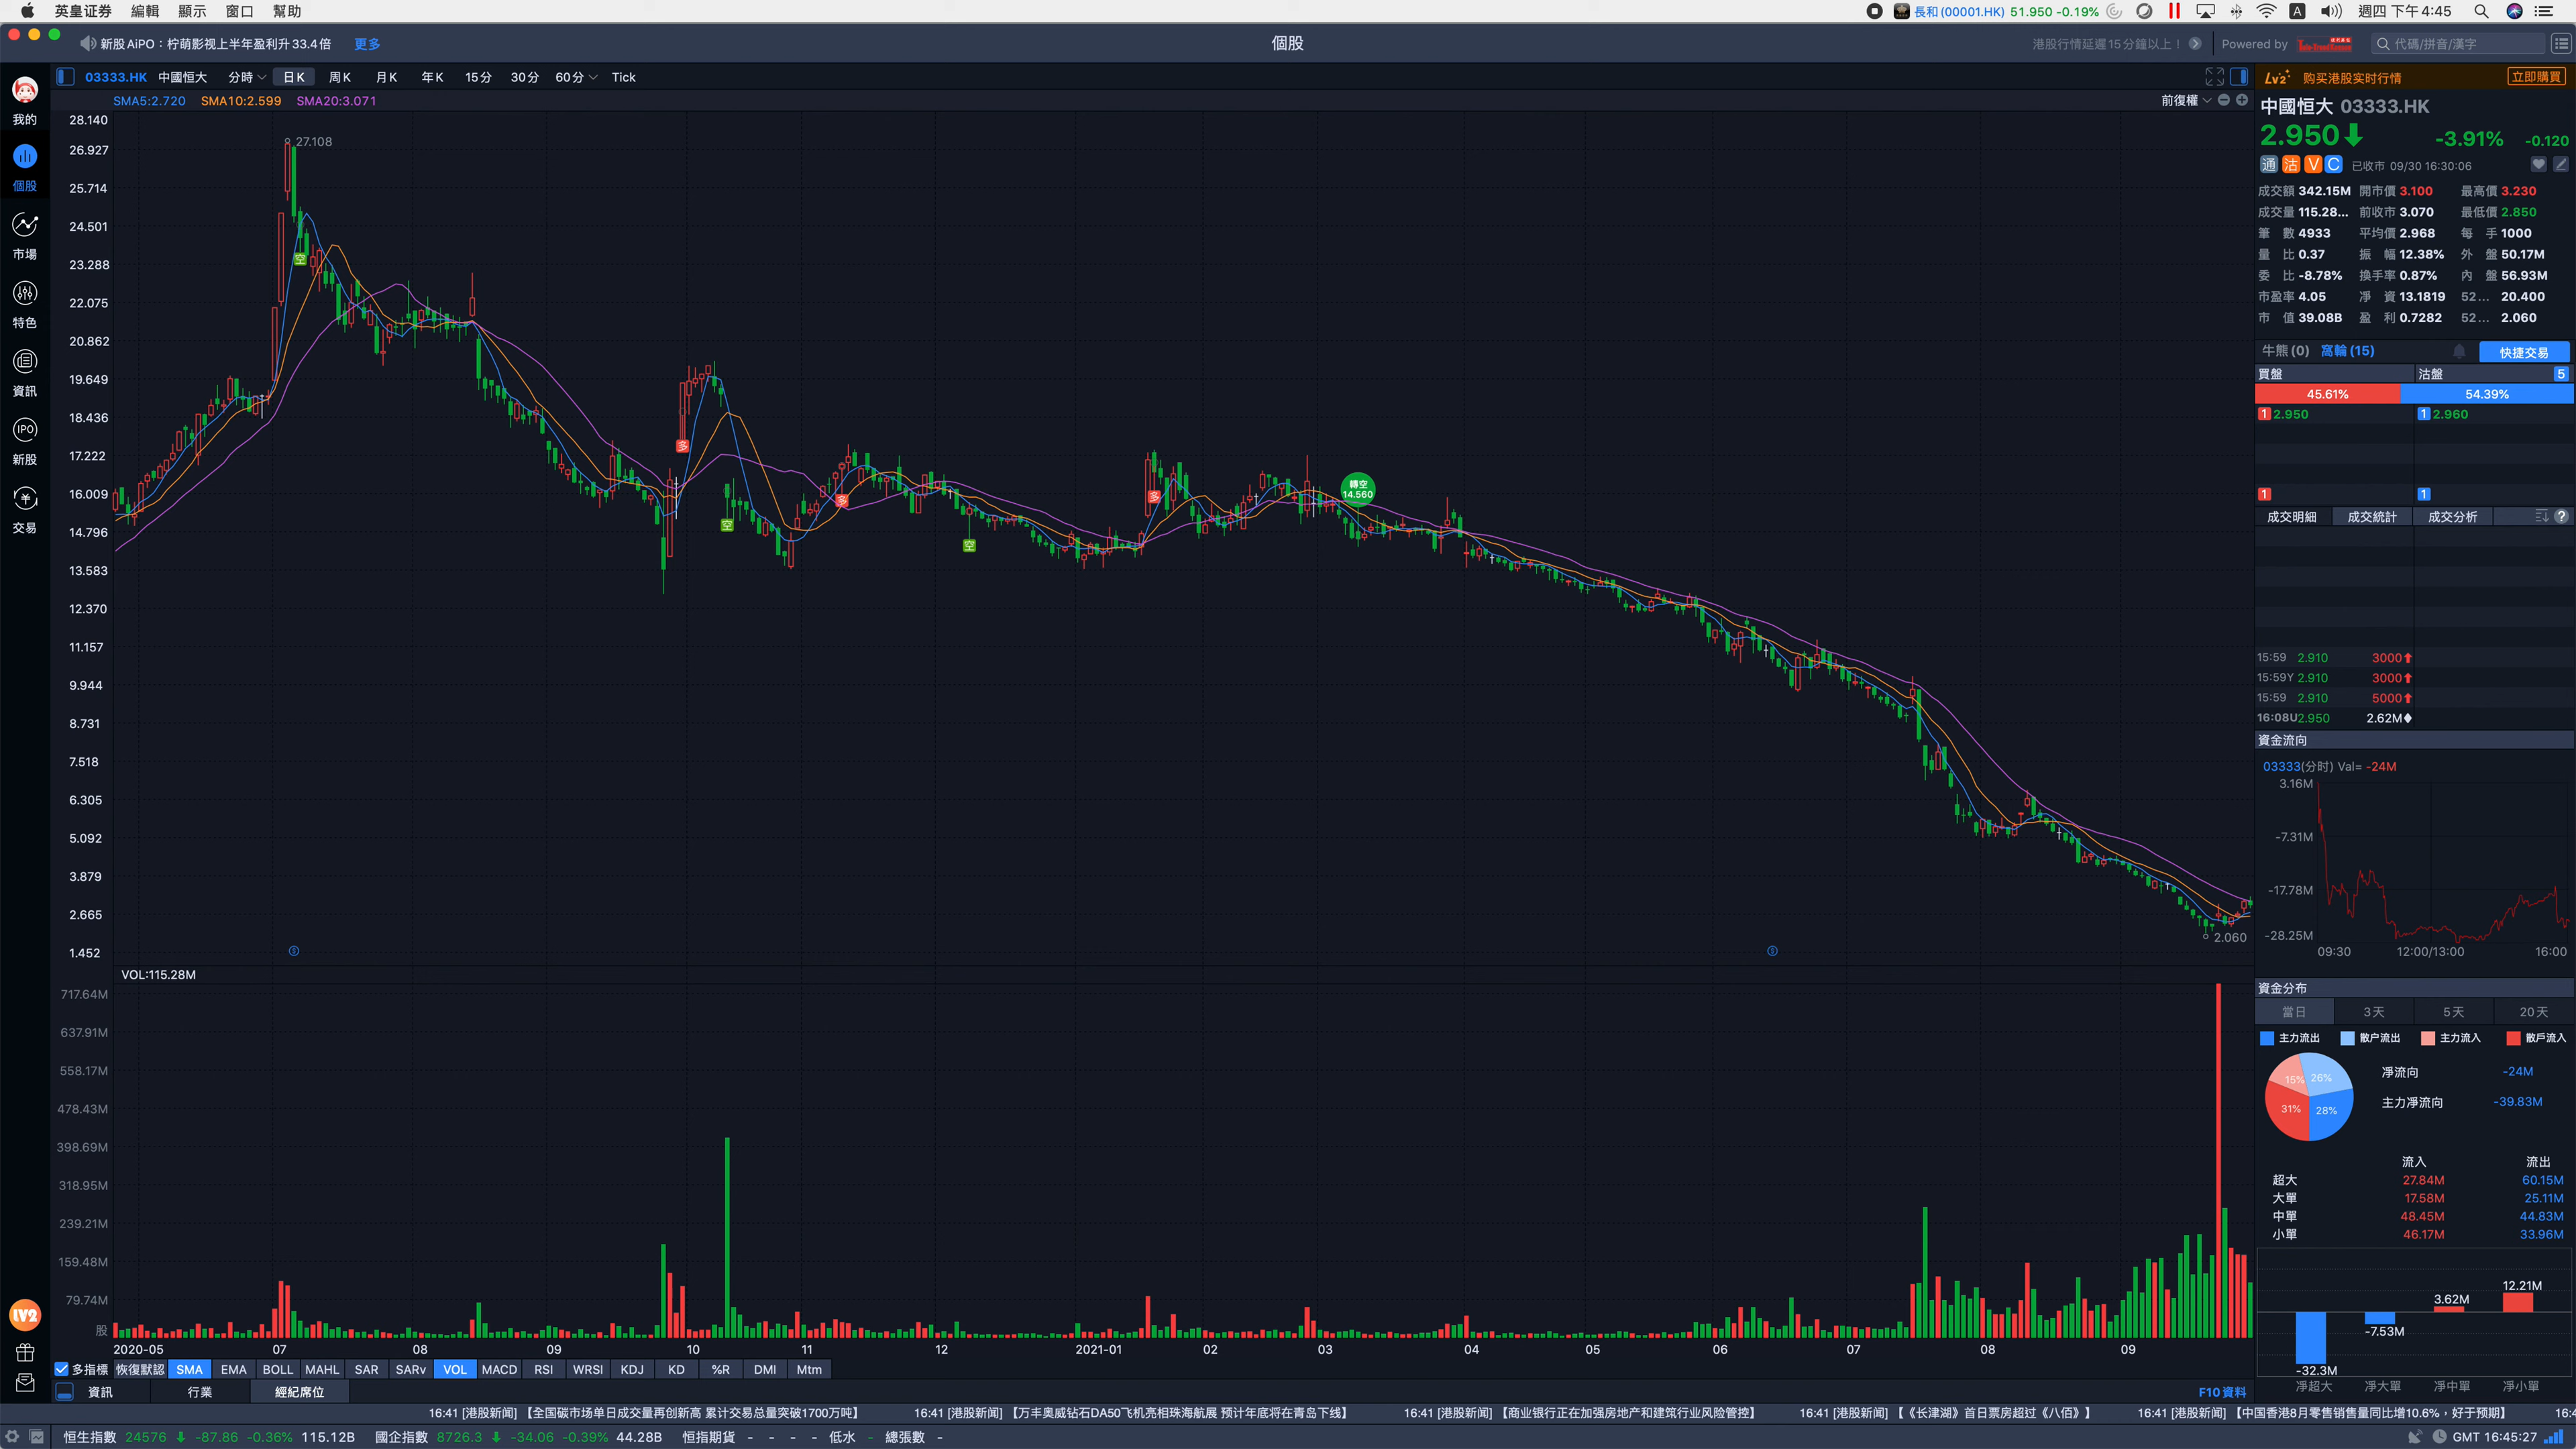 英皇证券 編輯 顯示 窗口 幫助
長和(00001.HK) 51.950 -0.19% A 週四 下午4:45
新股AiPO：柠萌影视上半年盈利升33.4倍 更多 個股 港股行情延遲15分鐘以上！ Powered by 代碼/拼音/漢字
03333.HK 中國恒大 分時 日K 周K 月K 年K 15分 30分 60分 Tick
SMA5:2.720 SMA10:2.599 SMA20:3.071 前復權
我的
個股
市場
特色
資訊
IPO
新股
交易
LV2
28.140
26.927
25.714
24.501
23.288
22.075
20.862
19.649
18.436
17.222
16.009
14.796
13.583
12.370
11.157
9.944
8.731
7.518
6.305
5.092
3.879
2.665
1.452
27.108
空
多
空
多
空
多
轉空
14.560
2.060
VOL:115.28M
717.64M
637.91M
558.17M
478.43M
398.69M
318.95M
239.21M
159.48M
79.74M
股
2020-05 07 08 09 10 11 12 2021-01 02 03 04 05 06 07 08 09
多指標 恢復默認 SMA EMA BOLL MAHL SAR SARv VOL MACD RSI WRSI KDJ KD %R DMI Mtm
資訊 行業 經紀席位 F10資料
Lv2 购买港股实时行情 立即購買
中國恒大 03333.HK
2.950 -3.91% -0.120
通 沽 V C 已收市 09/30 16:30:06
成交額 342.15M 開市價 3.100 最高價 3.230
成交量 115.28... 前收市 3.070 最低價 2.850
筆 數 4933 平均價 2.968 每 手 1000
量 比 0.37 振 幅 12.38% 外 盤 50.17M
委 比 -8.78% 換手率 0.87% 內 盤 56.93M
市盈率 4.05 淨 資 13.1819 52... 20.400
市 值 39.08B 盈 利 0.7282 52... 2.060
牛熊(0) 窩輪(15) 快捷交易
買盤 沽盤 5
45.61% 54.39%
1 2.950 1 2.960
1 1
成交明細 成交統計 成交分析 ?
15:59 2.910 3000
15:59Y 2.910 3000
15:59 2.910 5000
16:08U 2.950 2.62M
資金流向
03333(分时) Val= -24M
3.16M
-7.31M
-17.78M
-28.25M
09:30 12:00/13:00 16:00
資金分布
當日 3天 5天 20天
主力流出 散户流出 主力流入 散戶流入
15% 26%
31% 28%
淨流向 -24M
主力淨流向 -39.83M
流入 流出
超大 27.84M 60.15M
大單 17.58M 25.11M
中單 48.45M 44.83M
小單 46.17M 33.96M
-32.3M -7.53M 3.62M 12.21M
淨超大 淨大單 淨中單 淨小單
16:41 [港股新闻] 【全国碳市场单日成交量再创新高 累计交易总量突破1700万吨】 16:41 [港股新闻] 【万丰奥威钻石DA50飞机亮相珠海航展 预计年底将在青岛下线】 16:41 [港股新闻] 【商业银行正在加强房地产和建筑行业风险管控】 16:41 [港股新闻] 【《长津湖》首日票房超过《八佰》】 16:41 [港股新闻] 【中国香港8月零售销售量同比增10.6%，好于预期】 16:4
恒生指數 24576 -87.86 -0.36% 115.12B 國企指數 8726.3 -34.06 -0.39% 44.28B 恒指期貨 - - - - 低水 - 總張數 - GMT 16:45:27